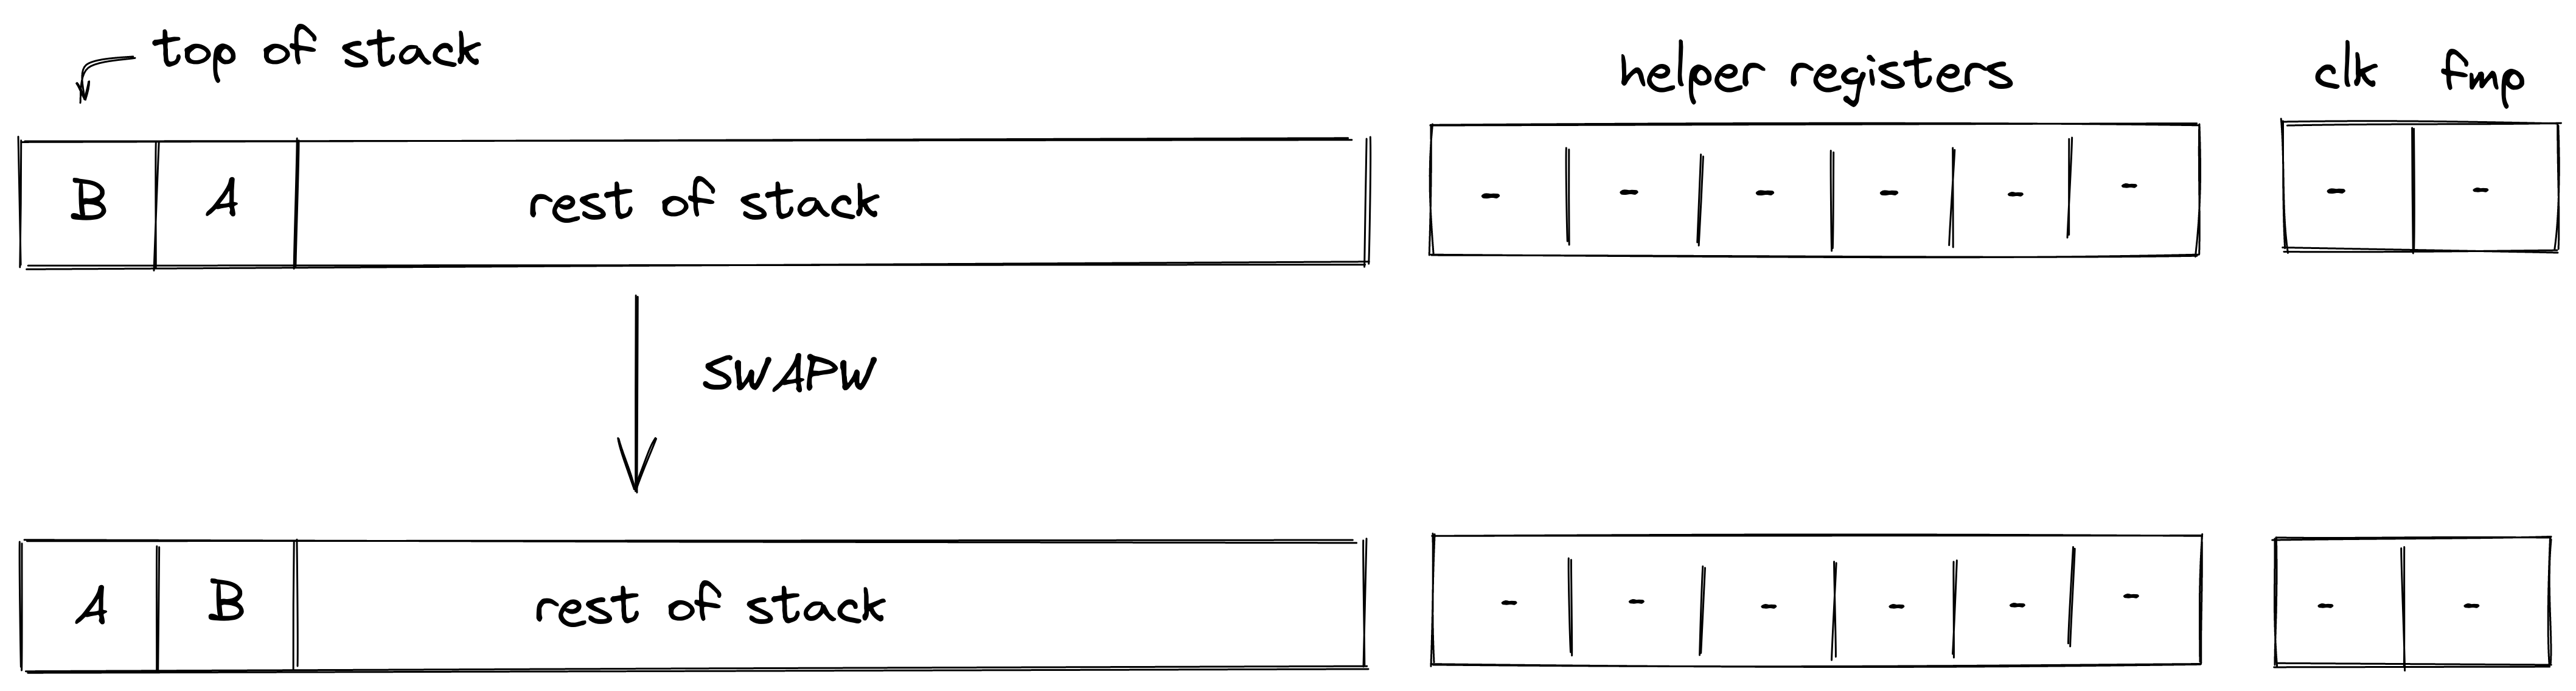 top of stack
helper registers
clk fmp
B A rest of stack - - - - - - - -
SWAPW
A B rest of stack - - - - - - - -